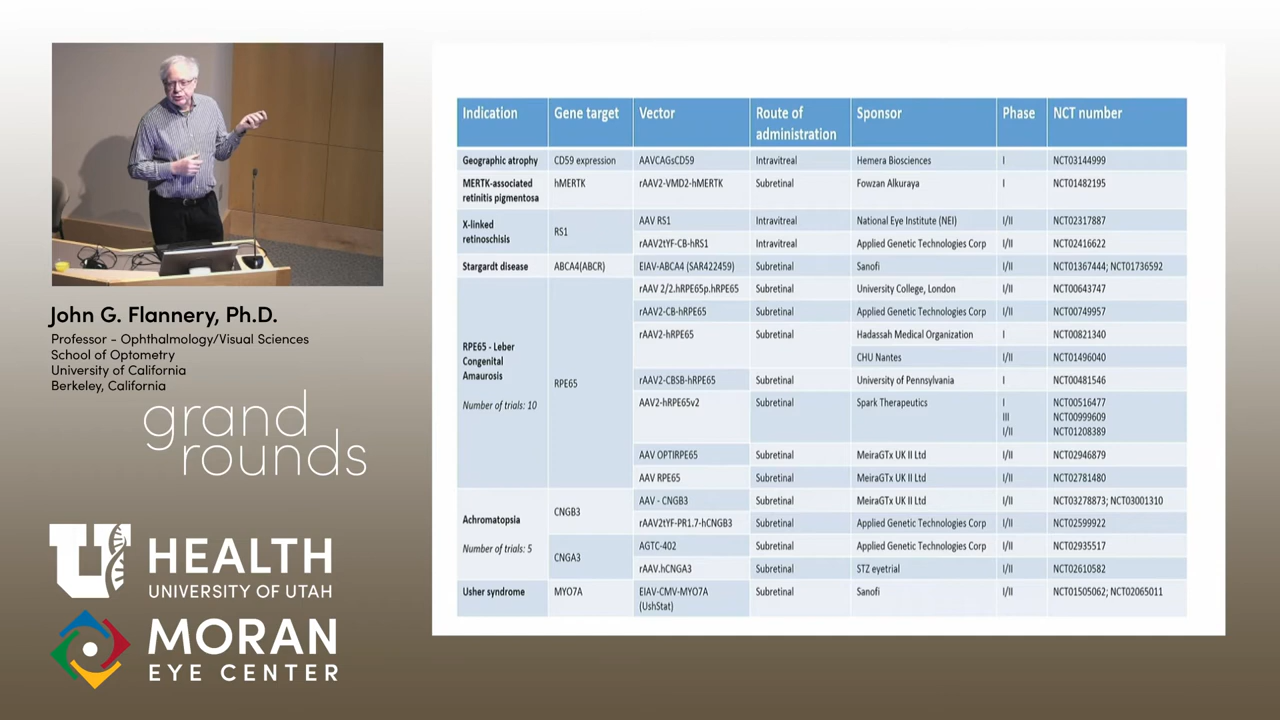 John G. Flannery, Ph.D.
Professor - Ophthalmology/Visual Sciences
School of Optometry
University of California
Berkeley, California
grand
rounds
U HEALTH
UNIVERSITY OF UTAH
MORAN
EYE CENTER
Indication Gene target Vector Route of administration Sponsor Phase NCT number
Geographic atrophy CD59 expression AAVCAGsCD59 Intravitreal Hemera Biosciences I NCT03144999
MERTK-associated retinitis pigmentosa hMERTK rAAV2-VMD2-hMERTK Subretinal Fowzan Alkuraya I NCT01482195
X-linked retinoschisis RS1 AAV RS1 Intravitreal National Eye Institute (NEI) I/II NCT02317887
rAAV2tYF-CB-hRS1 Intravitreal Applied Genetic Technologies Corp I/II NCT02416622
Stargardt disease ABCA4(ABCR) EIAV-ABCA4 (SAR422459) Subretinal Sanofi I/II NCT01367444; NCT01736592
RPE65 - Leber Congenital Amaurosis
Number of trials: 10
RPE65
rAAV 2/2.hRPE65p.hRPE65 Subretinal University College, London I/II NCT00643747
rAAV2-CB-hRPE65 Subretinal Applied Genetic Technologies Corp I/II NCT00749957
rAAV2-hRPE65 Subretinal Hadassah Medical Organization I NCT00821340
CHU Nantes I/II NCT01496040
rAAV2-CBSB-hRPE65 Subretinal University of Pennsylvania I NCT00481546
AAV2-hRPE65v2 Subretinal Spark Therapeutics I NCT00516477
III NCT00999609
I/II NCT01208389
AAV OPTIRPE65 Subretinal MeiraGTx UK II Ltd I/II NCT02946879
AAV RPE65 Subretinal MeiraGTx UK II Ltd I/II NCT02781480
Achromatopsia
Number of trials: 5
CNGB3 AAV - CNGB3 Subretinal MeiraGTx UK II Ltd I/II NCT03278873; NCT03001310
rAAV2tYF-PR1.7-hCNGB3 Subretinal Applied Genetic Technologies Corp I/II NCT02599922
CNGA3 AGTC-402 Subretinal Applied Genetic Technologies Corp I/II NCT02935517
rAAV.hCNGA3 Subretinal STZ eyetrial I/II NCT02610582
Usher syndrome MYO7A EIAV-CMV-MYO7A (UshStat) Subretinal Sanofi I/II NCT01505062; NCT02065011